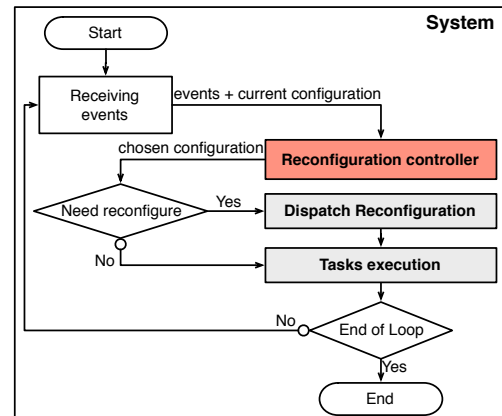 System
Start
Receiving
events
events + current configuration
Reconfiguration controller
chosen configuration
Need reconfigure
Yes
Dispatch Reconfiguration
No
Tasks execution
No
End of Loop
Yes
End